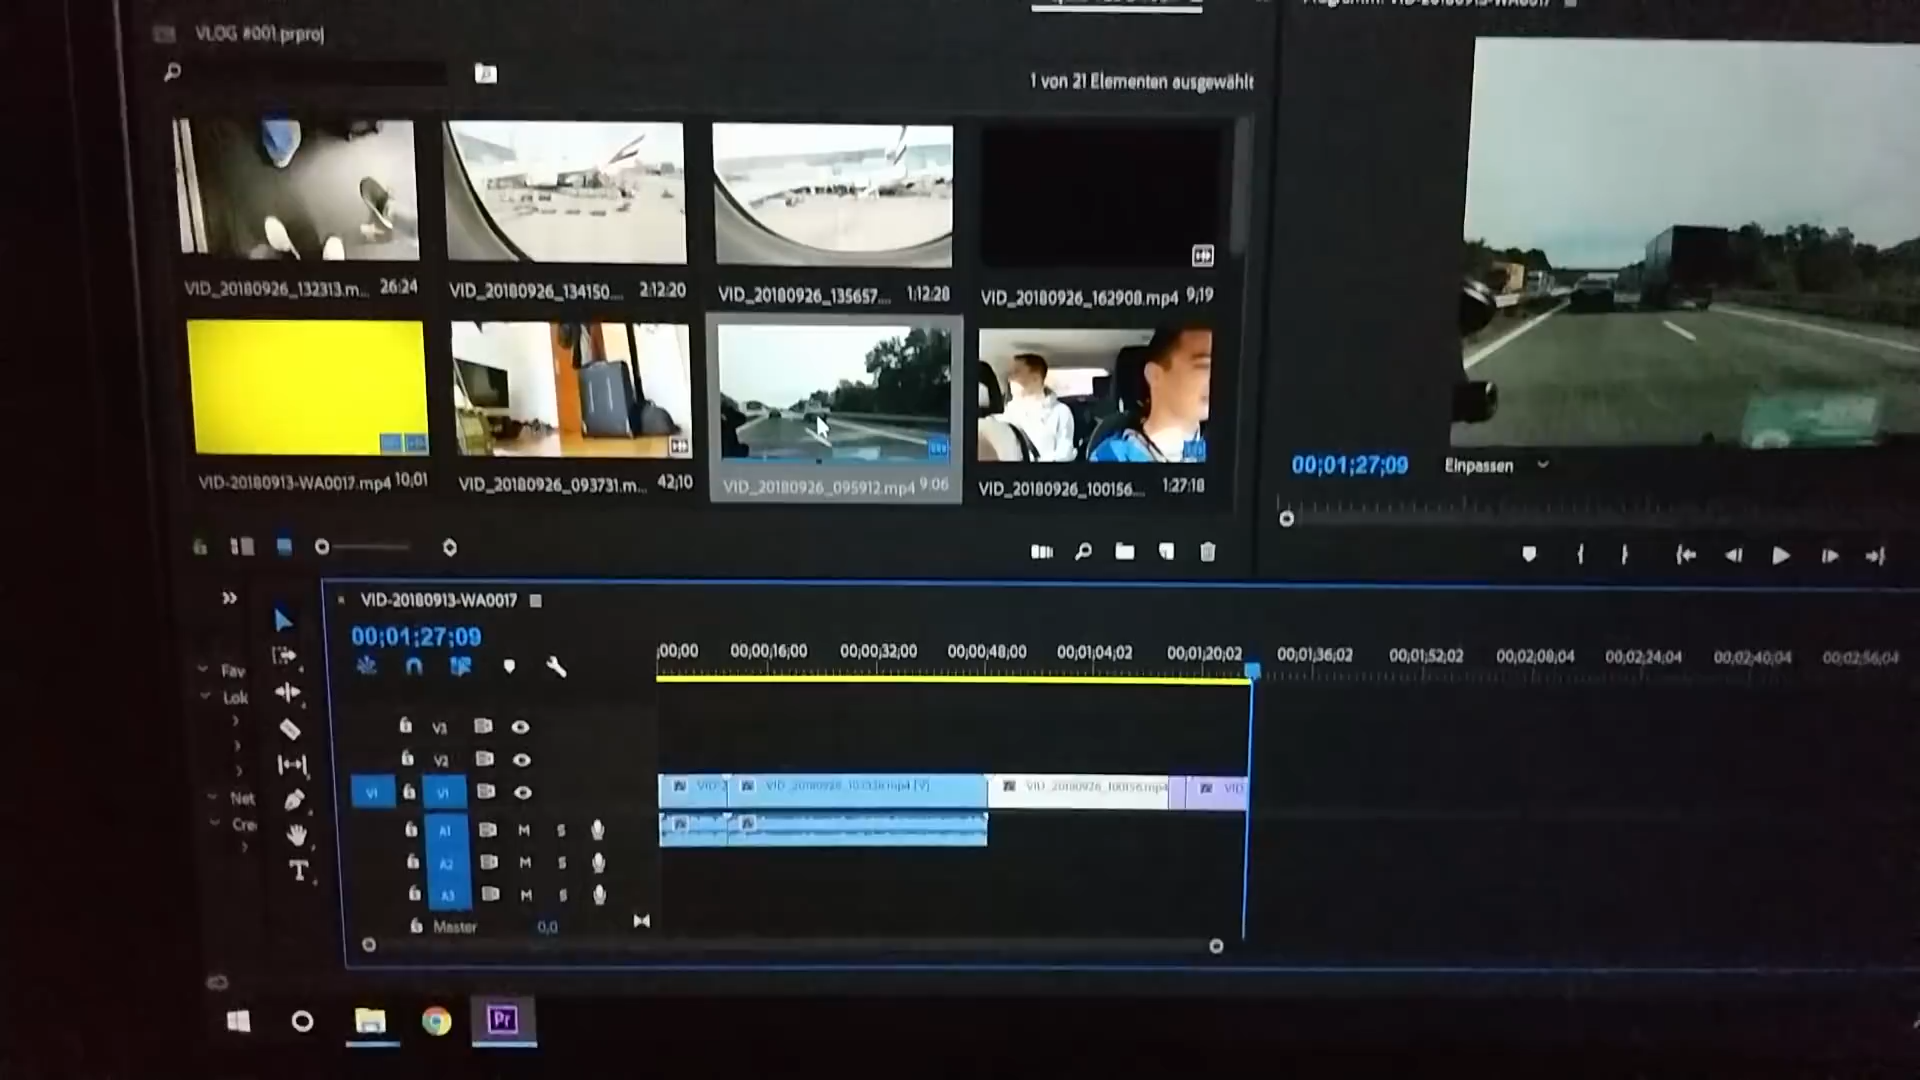 VLOG #001.prproj
1 von 21 Elementen ausgewählt
VID_20180926_132313.m... 26:24
VID_20180926_134150.... 2:12:20
VID_20180926_135657.... 1:12:28
VID_20180926_162908.mp4 9;19
VID-20180913-WA0017.mp4 10;01
VID_20180926_093731.m... 42;10
VID_20180926_095912.mp4 9:06
VID_20180926_100156.... 1:27:18
00;01;27;09 Einpassen
VID-20180913-WA0017
00;01;27;09
;00;00 00;00;16;00 00;00;32;00 00;00;48;00 00;01;04;02 00;01;20;02 00;01;36;02 00;01;52;02 00;02;08;04 00;02;24;04 00;02;40;04 00;02;56;04
Fav
Lok
Net
Cre
V3
V2
V1 V1 VID_20180926_100156.mp4 VID
A1 M S
A2 M S
A3 M S
Master 0,0
Pr